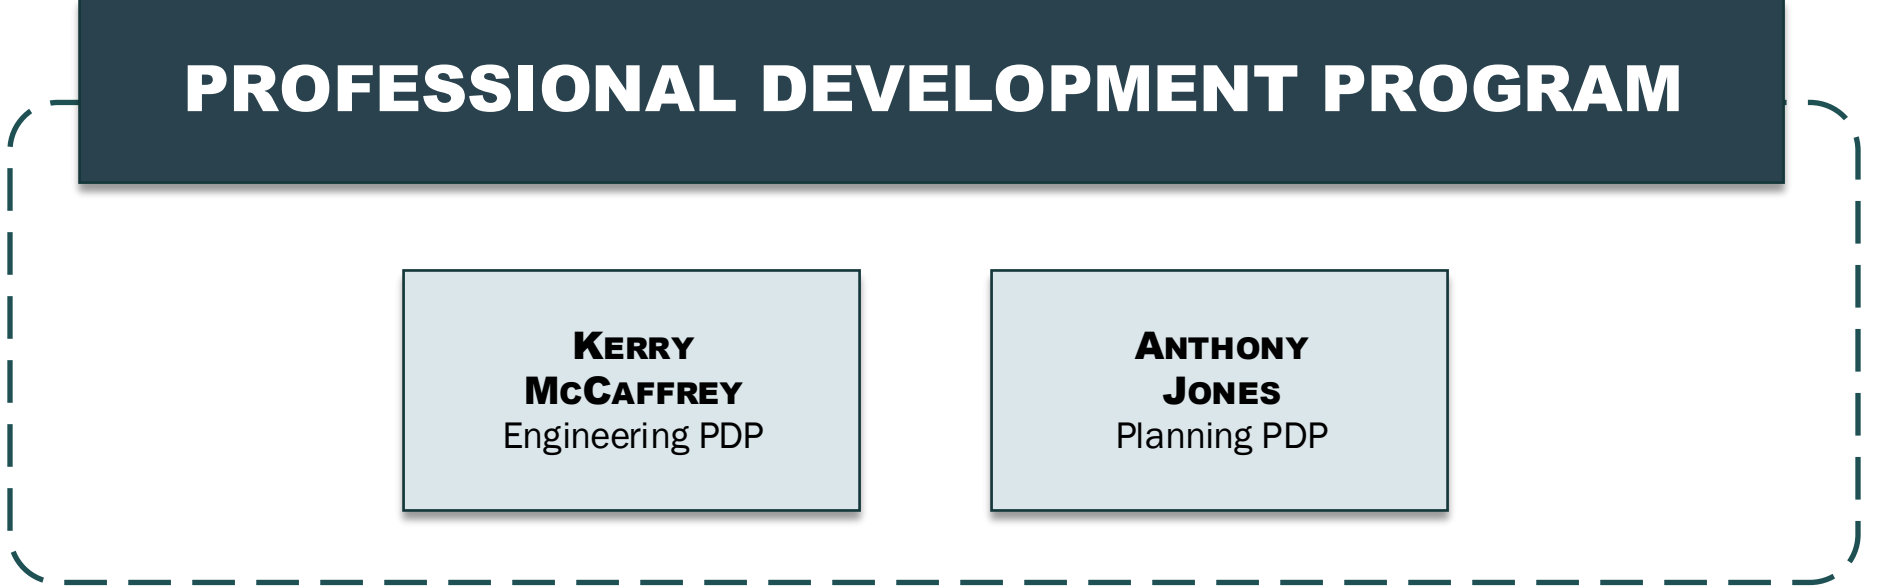 PROFESSIONAL DEVELOPMENT PROGRAM
KERRY
MCCAFFREY
Engineering PDP
ANTHONY
JONES
Planning PDP